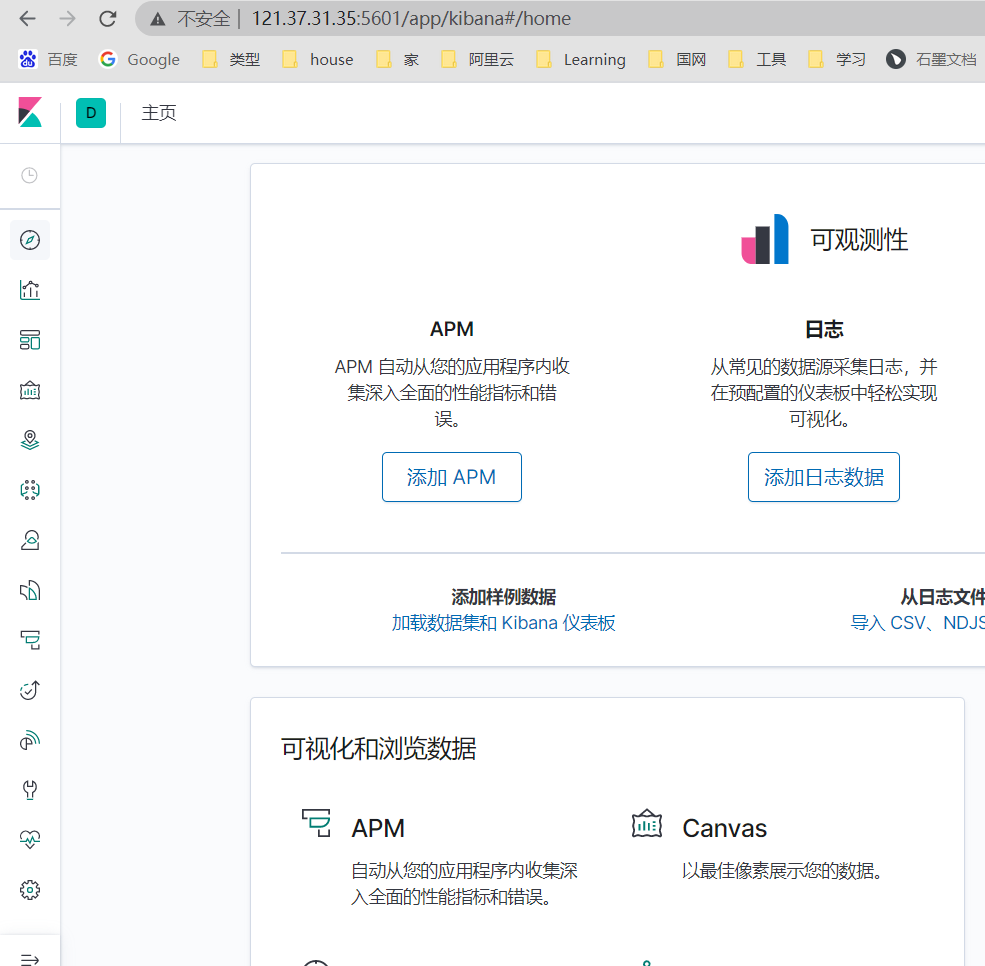 不安全 | 121.37.31.35:5601/app/kibana#/home
百度 Google 类型 house 家 阿里云 Learning 国网 工具 学习 石墨文档
D 主页
可观测性
APM 日志
APM 自动从您的应用程序内收 从常见的数据源采集日志，并
集深入全面的性能指标和错 在预配置的仪表板中轻松实现
误。 可视化。
添加 APM 添加日志数据
添加样例数据 从日志文件
加载数据集和 Kibana 仪表板 导入 CSV、NDJS
可视化和浏览数据
APM Canvas
自动从您的应用程序内收集深 以最佳像素展示您的数据。
入全面的性能指标和错误。